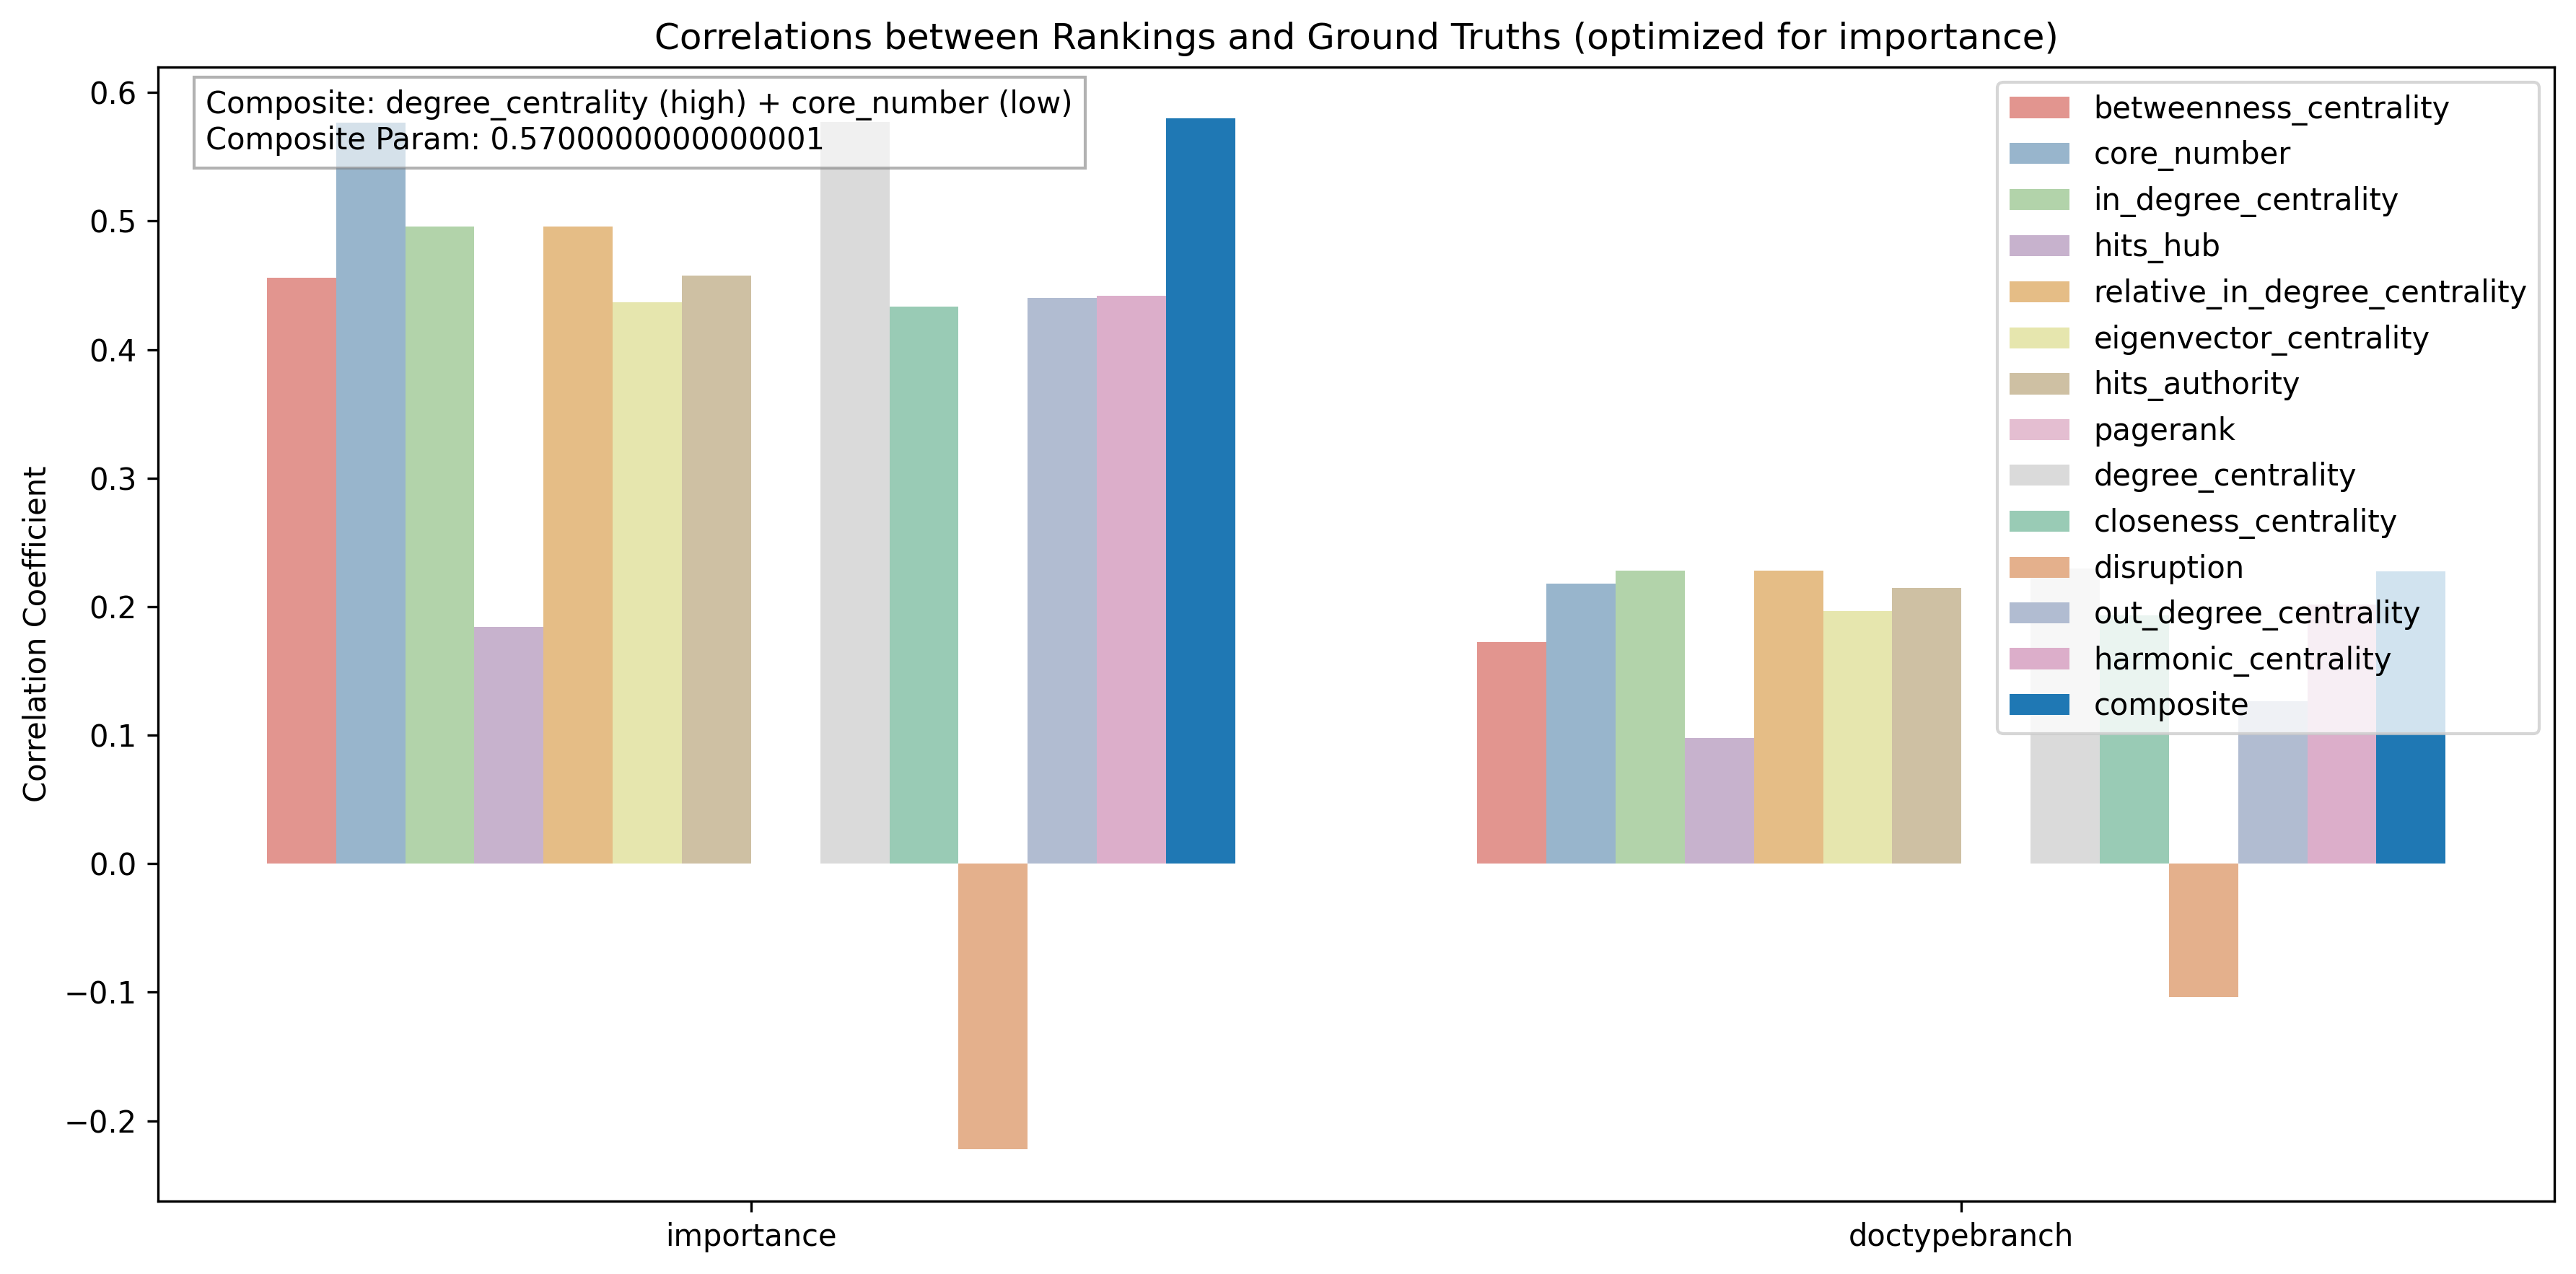 Correlations between Rankings and Ground Truths (optimized for importance)
Composite: degree_centrality (high) + core_number (low)
Composite Param: 0.5700000000000001
betweenness_centrality
core_number
in_degree_centrality
hits_hub
relative_in_degree_centrality
eigenvector_centrality
hits_authority
pagerank
degree_centrality
closeness_centrality
disruption
out_degree_centrality
harmonic_centrality
composite
Correlation Coefficient
0.6
0.5
0.4
0.3
0.2
0.1
0.0
−0.1
−0.2
importance
doctypebranch